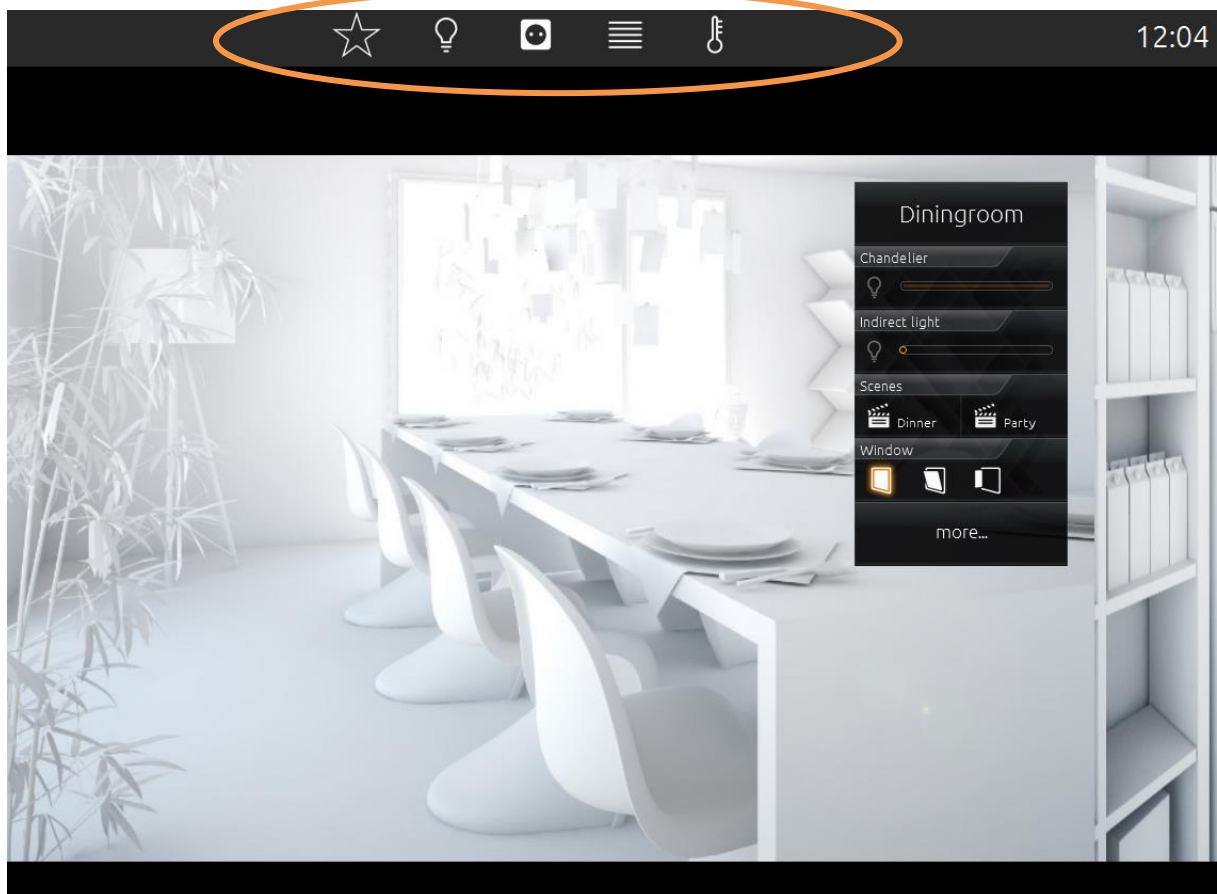 12:04
Diningroom
Chandelier
Indirect light
Scenes
Dinner Party
Window
more...